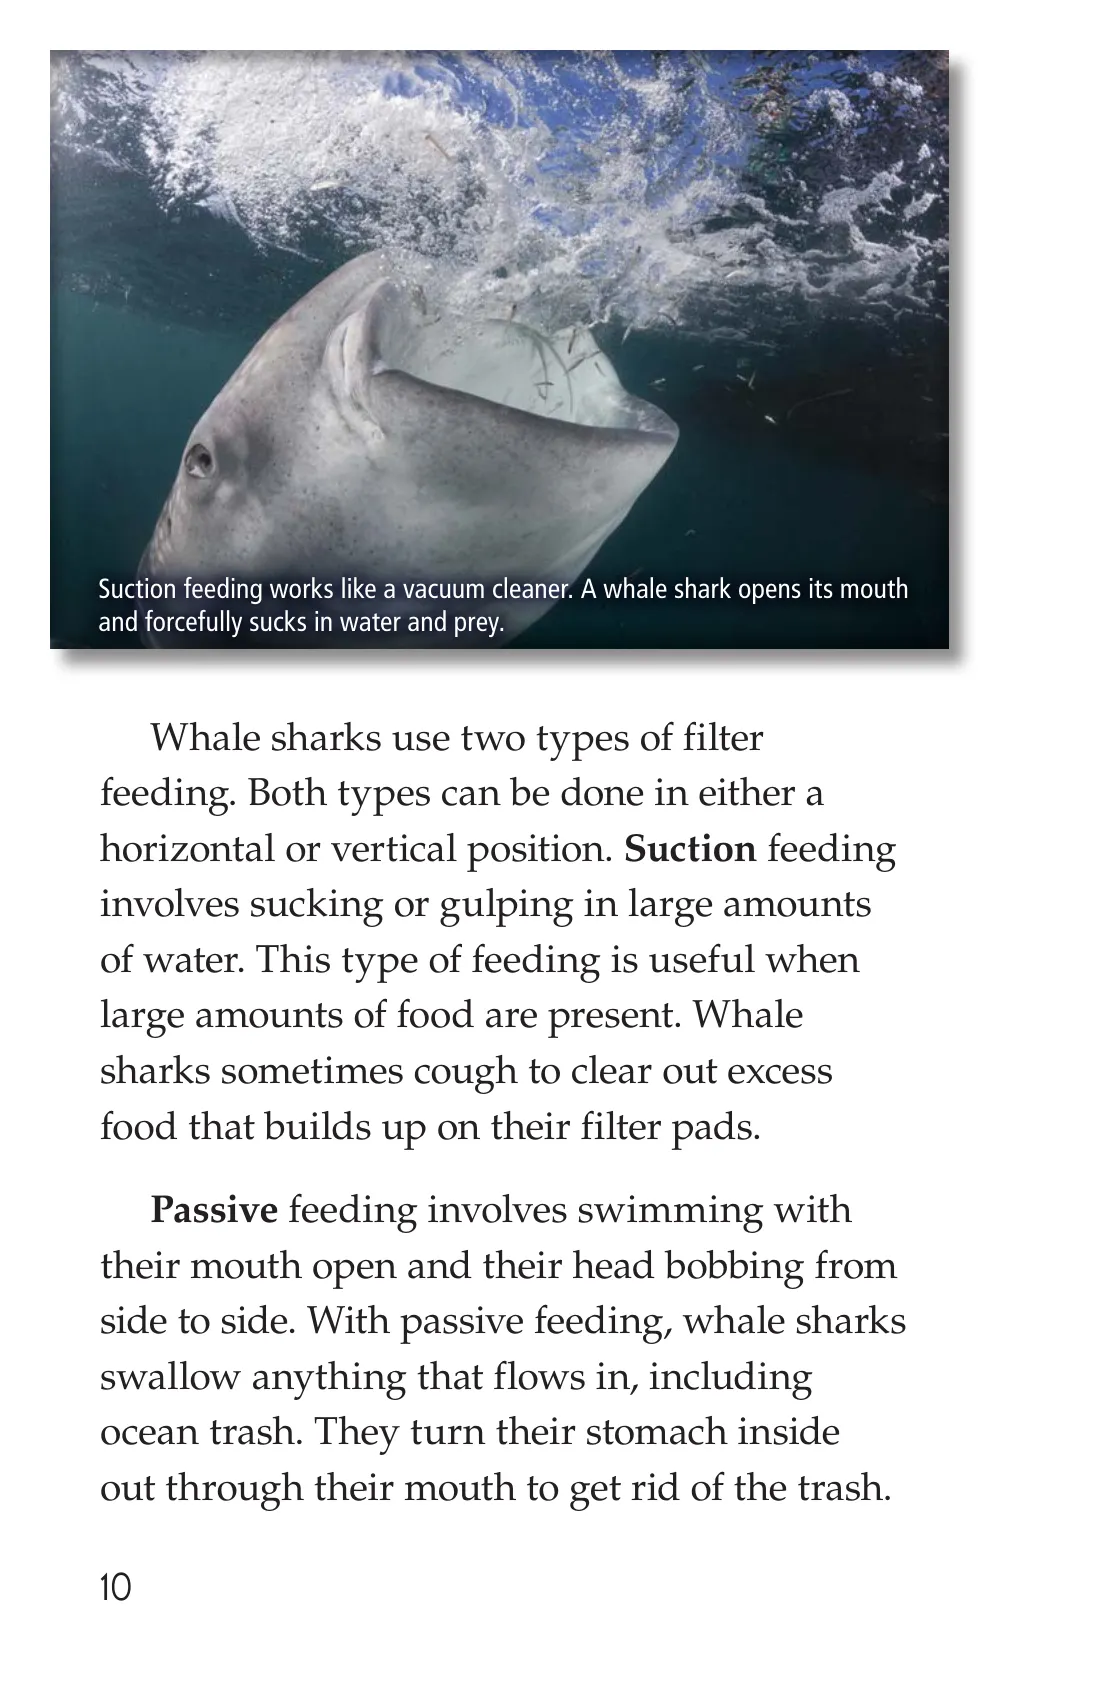 Suction feeding works like a vacuum cleaner. A whale shark opens its mouth
and forcefully sucks in water and prey.
Whale sharks use two types of filter
feeding. Both types can be done in either a
horizontal or vertical position. Suction feeding
involves sucking or gulping in large amounts
of water. This type of feeding is useful when
large amounts of food are present. Whale
sharks sometimes cough to clear out excess
food that builds up on their filter pads.
Passive feeding involves swimming with
their mouth open and their head bobbing from
side to side. With passive feeding, whale sharks
swallow anything that flows in, including
ocean trash. They turn their stomach inside
out through their mouth to get rid of the trash.
10